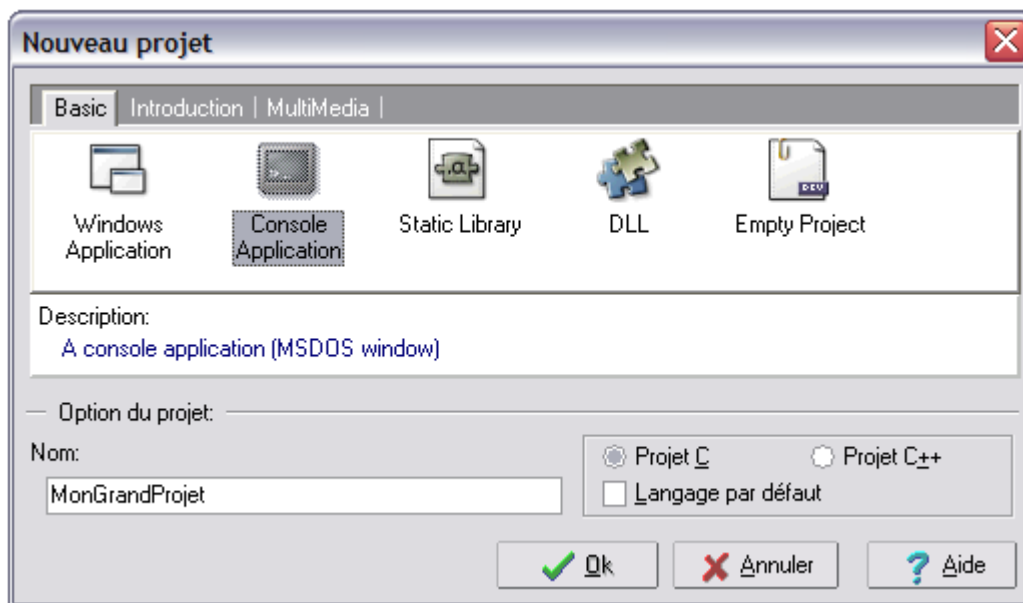 Nouveau projet
Basic Introduction | MultiMedia |
.a
DEV
Windows Application
Console Application
Static Library
DLL
Empty Project
Description:
A console application (MSDOS window)
Option du projet:
Nom:
Projet C Projet C++
MonGrandProjet
Langage par défaut
Ok Annuler Aide